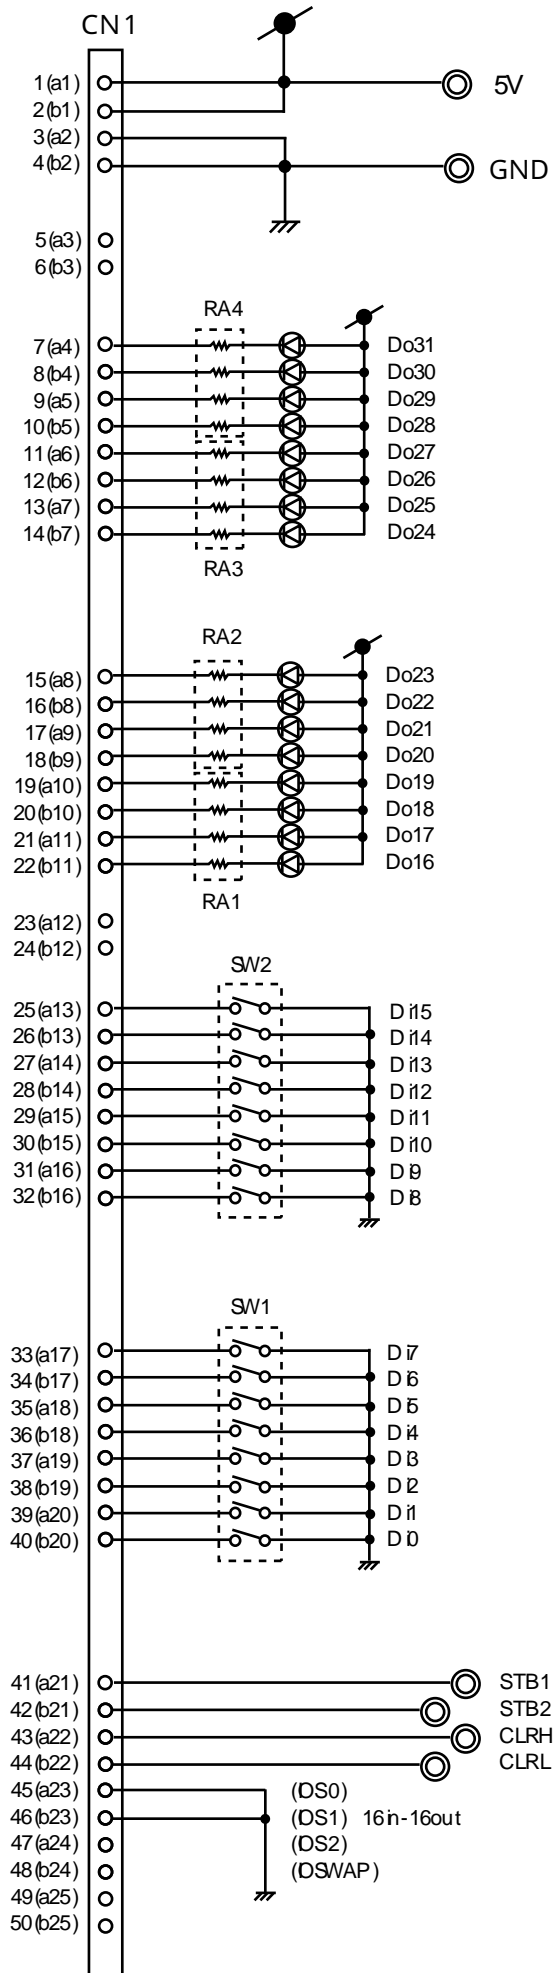 CN1
1(a1) 5V
2(b1)
3(a2)
4(b2) GND
5(a3)
6(b3)
RA4
7(a4) Do31
8(b4) Do30
9(a5) Do29
10(b5) Do28
11(a6) Do27
12(b6) Do26
13(a7) Do25
14(b7) Do24
RA3
RA2
15(a8) Do23
16(b8) Do22
17(a9) Do21
18(b9) Do20
19(a10) Do19
20(b10) Do18
21(a11) Do17
22(b11) Do16
RA1
23(a12)
24(b12)
SW2
25(a13) Di15
26(b13) Di14
27(a14) Di13
28(b14) Di12
29(a15) Di11
30(b15) Di10
31(a16) Di9
32(b16) Di8
SW1
33(a17) Di7
34(b17) Di6
35(a18) Di5
36(b18) Di4
37(a19) Di3
38(b19) Di2
39(a20) Di1
40(b20) Di0
41(a21) STB1
42(b21) STB2
43(a22) CLRH
44(b22) CLRL
45(a23) (IOS0)
46(b23) (IOS1) 16in-16out
47(a24) (IOS2)
48(b24) (IOSWAP)
49(a25)
50(b25)